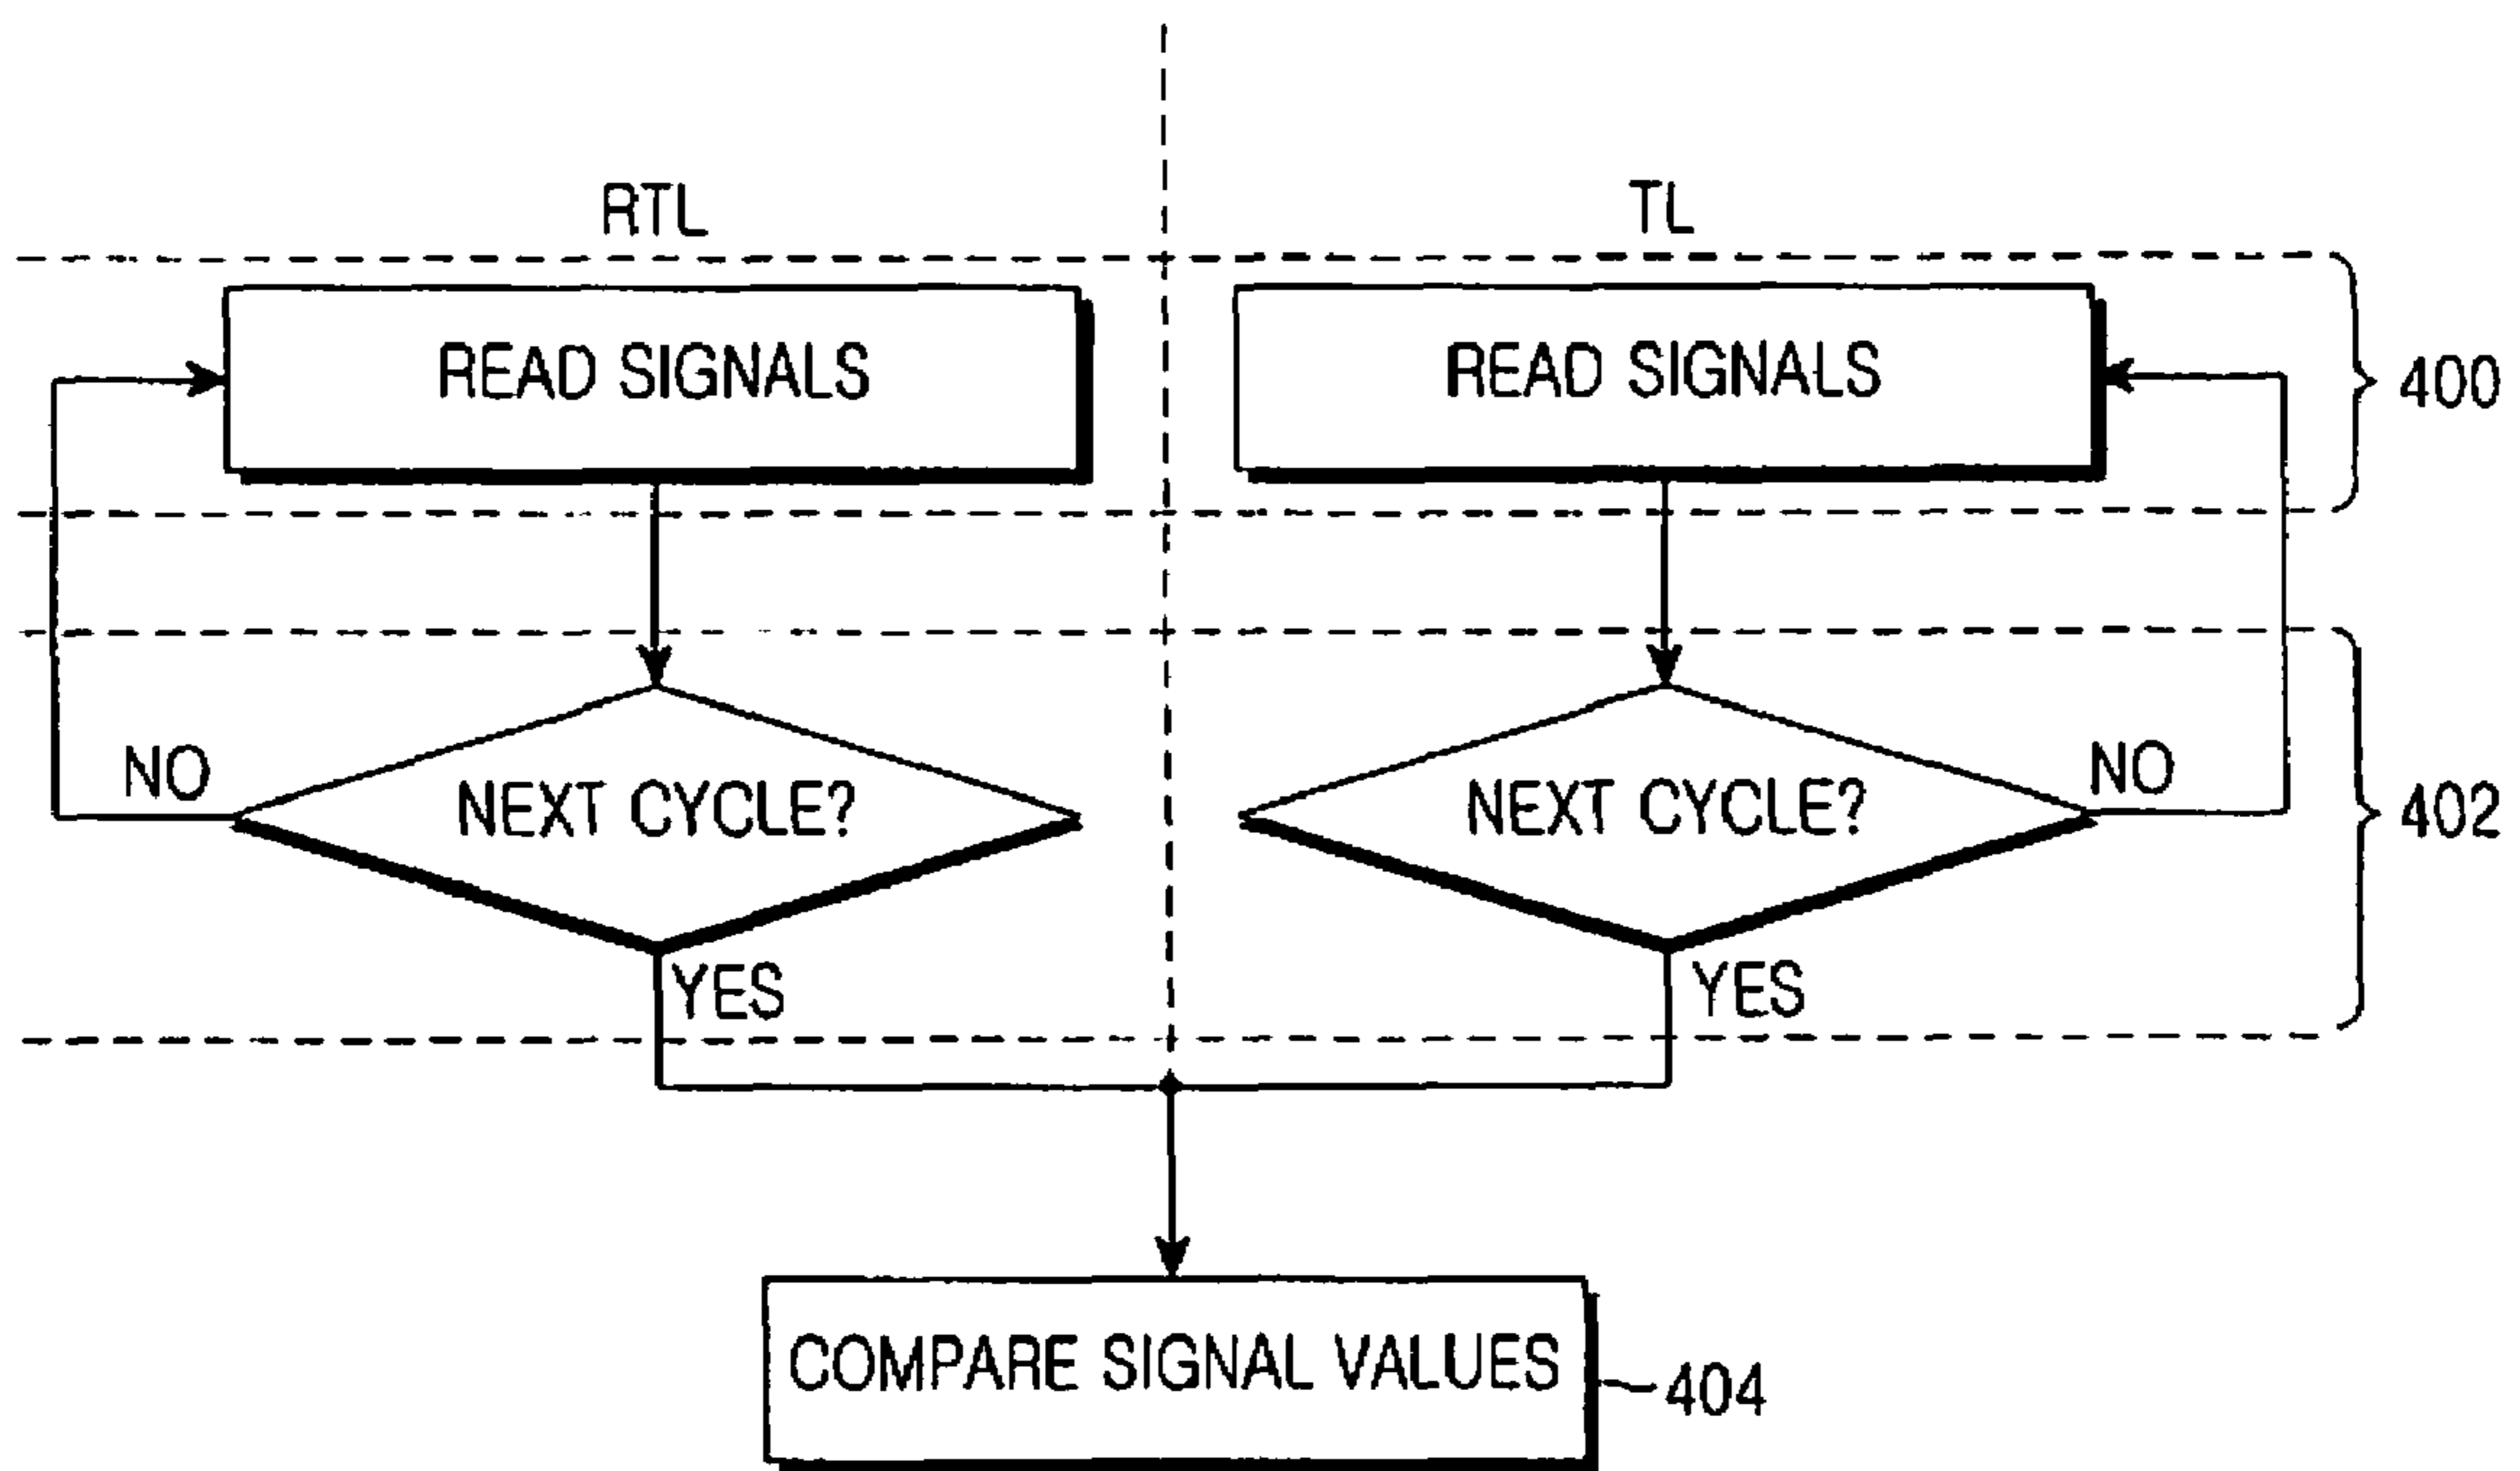 RTL
TL
READ SIGNALS
READ SIGNALS
400
NO
NEXT CYCLE?
NEXT CYCLE?
NO
402
YES
YES
COMPARE SIGNAL VALUES
404